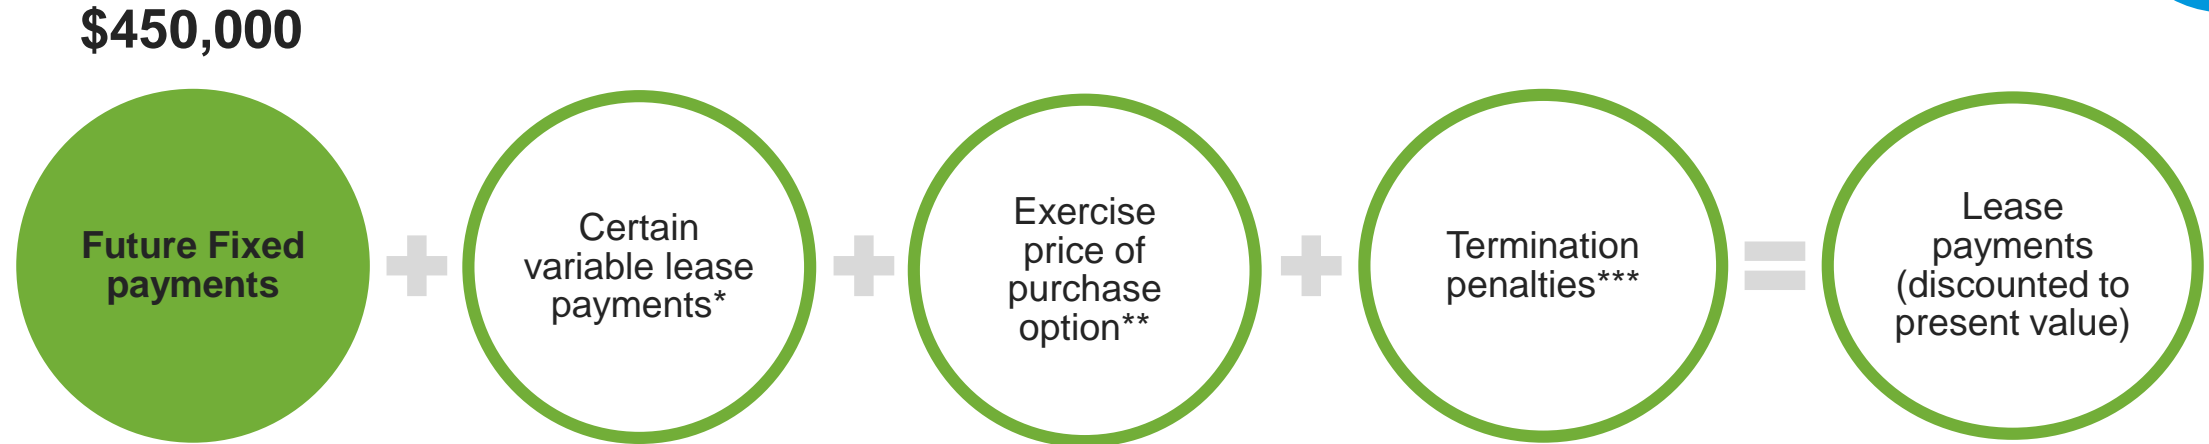 $450,000
Future Fixed
payments
Certain
variable lease
payments*
Exercise
price of
purchase
option**
Termination
penalties***
Lease
payments
(discounted to
present value)